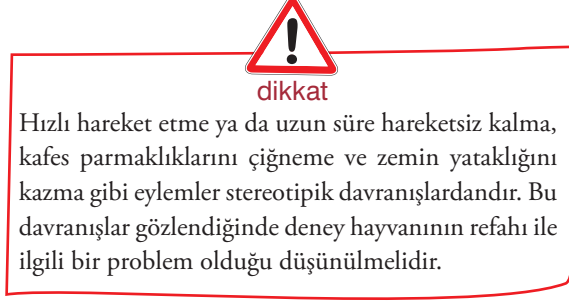 dikkat
Hızlı hareket etme ya da uzun süre hareketsiz kalma,
kafes parmaklıklarını çiğneme ve zemin yataklığını
kazma gibi eylemler stereotipik davranışlardandır. Bu
davranışlar gözlendiğinde deney hayvanının refahı ile
ilgili bir problem olduğu düşünülmelidir.